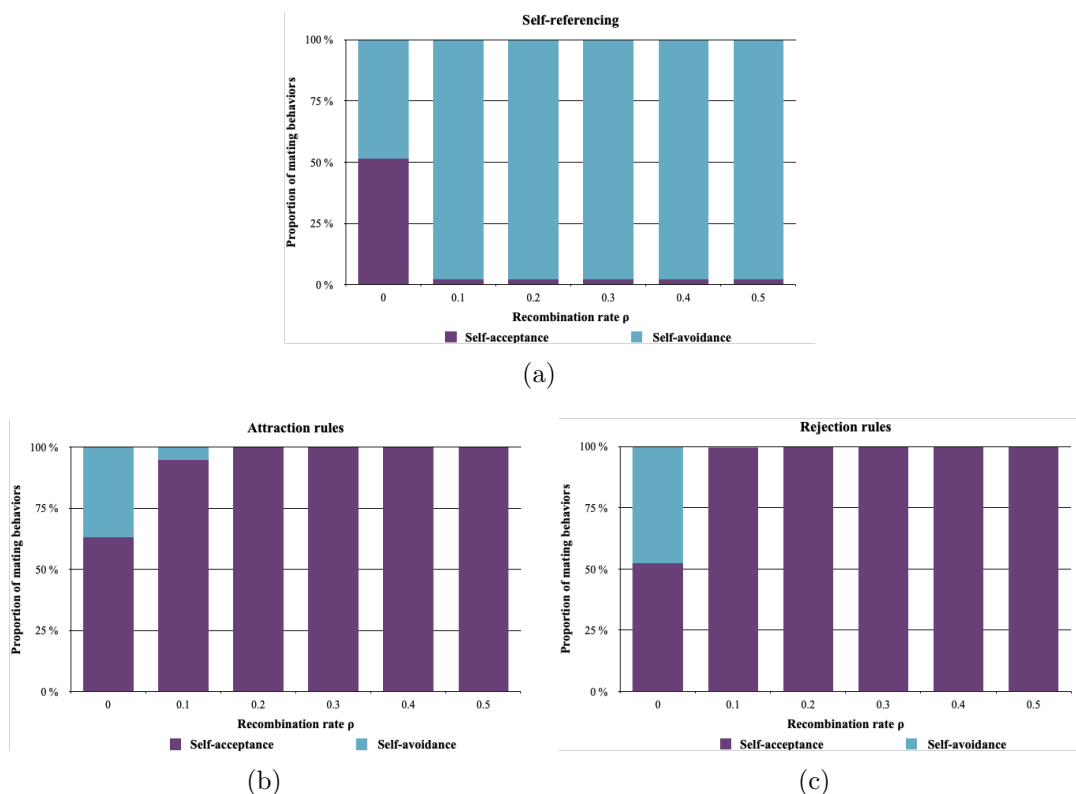 Self-referencing
Proportion of mating behaviors
100 %
75 %
50 %
25 %
0 %
0 0.1 0.2 0.3 0.4 0.5
Recombination rate ρ
Self-acceptance Self-avoidance
(a)
Attraction rules
Proportion of mating behaviors
100 %
75 %
50 %
25 %
0 %
0 0.1 0.2 0.3 0.4 0.5
Recombination rate ρ
Self-acceptance Self-avoidance
(b)
Rejection rules
Proportion of mating behaviors
100 %
75 %
50 %
25 %
0 %
0 0.1 0.2 0.3 0.4 0.5
Recombination rate ρ
Self-acceptance Self-avoidance
(c)